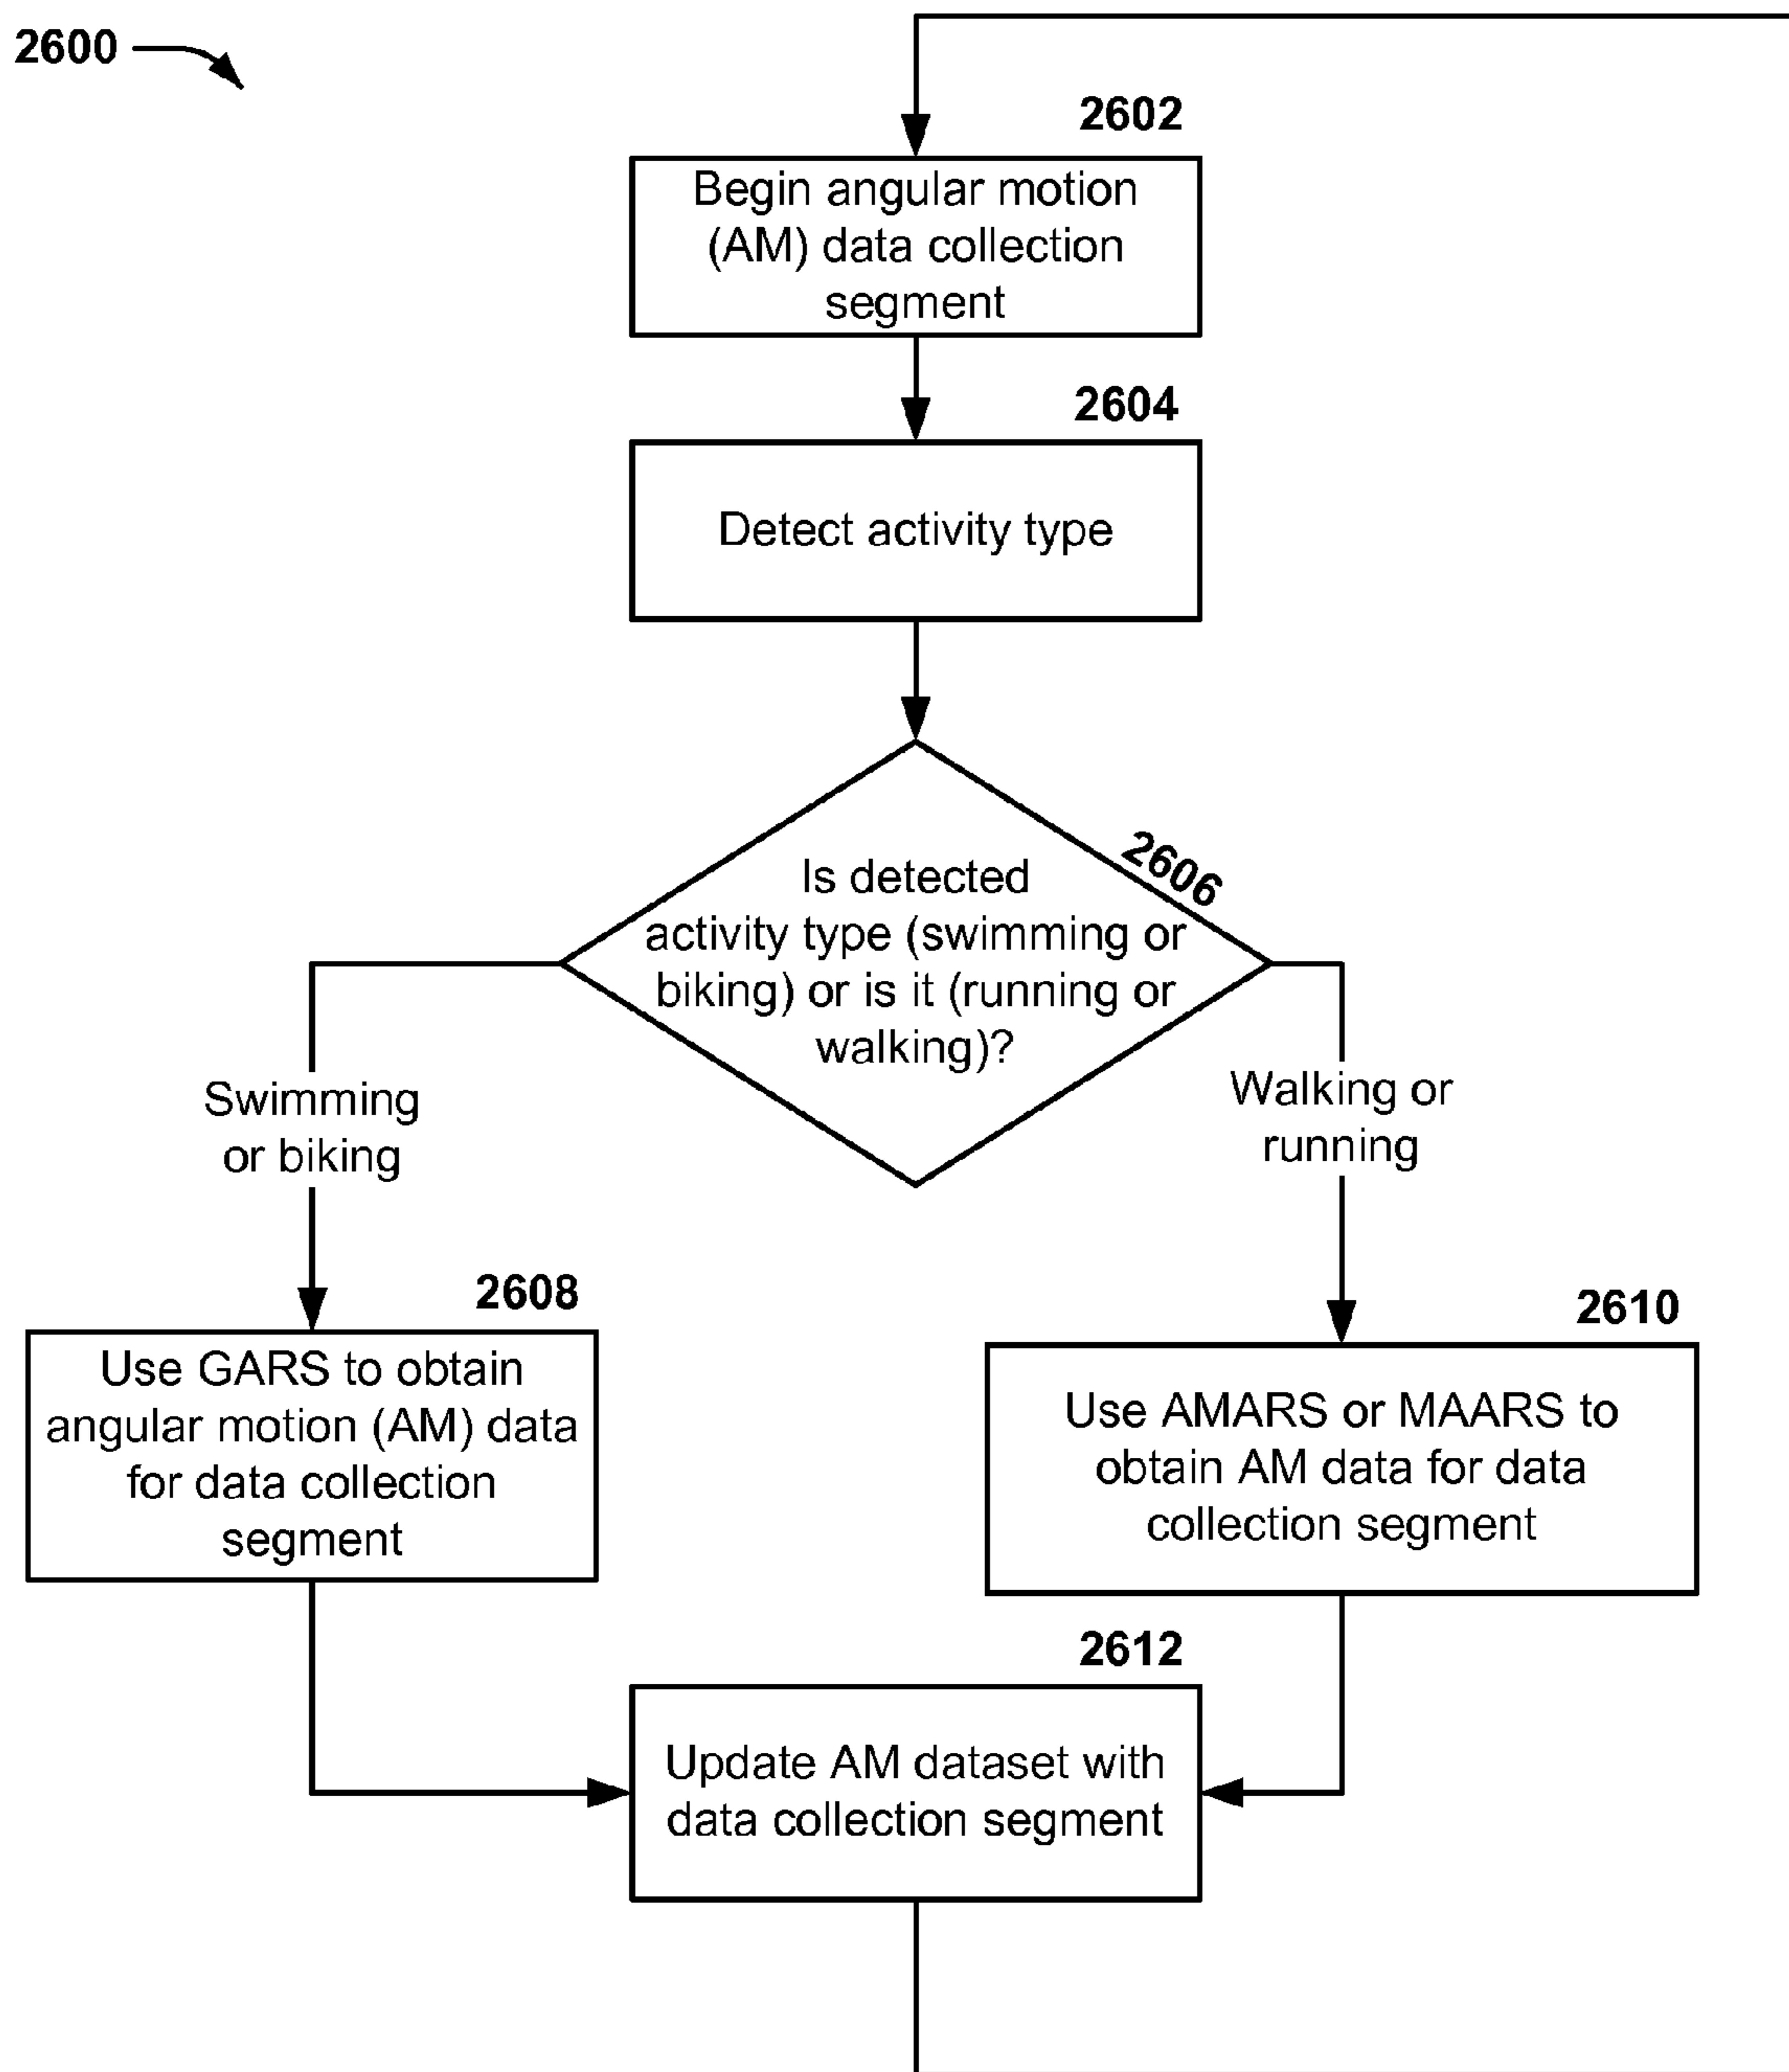 2600
2602
Begin angular motion
(AM) data collection
segment
2604
Detect activity type
2606
Is detected
activity type (swimming or
biking) or is it (running or
walking)?
Swimming
or biking
Walking or
running
2608
Use GARS to obtain
angular motion (AM) data
for data collection
segment
2610
Use AMARS or MAARS to
obtain AM data for data
collection segment
2612
Update AM dataset with
data collection segment